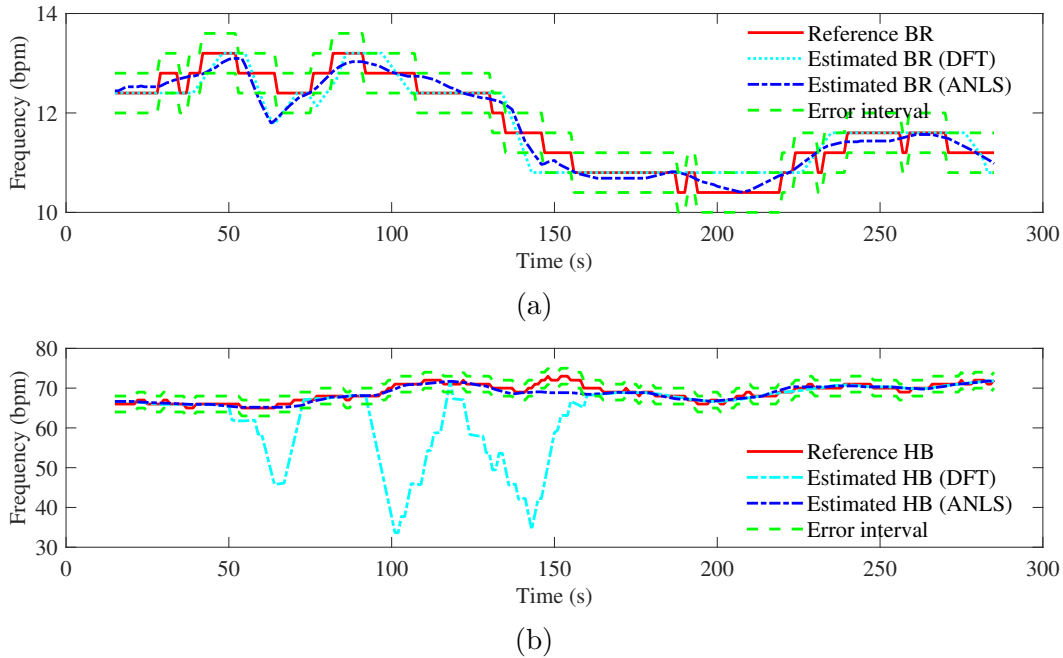 14
12
10
Frequency (bpm)
Reference BR
Estimated BR (DFT)
Estimated BR (ANLS)
Error interval
0 50 100 150 200 250 300
Time (s)
(a)
80
70
60
50
40
30
Frequency (bpm)
Reference HB
Estimated HB (DFT)
Estimated HB (ANLS)
Error interval
0 50 100 150 200 250 300
Time (s)
(b)